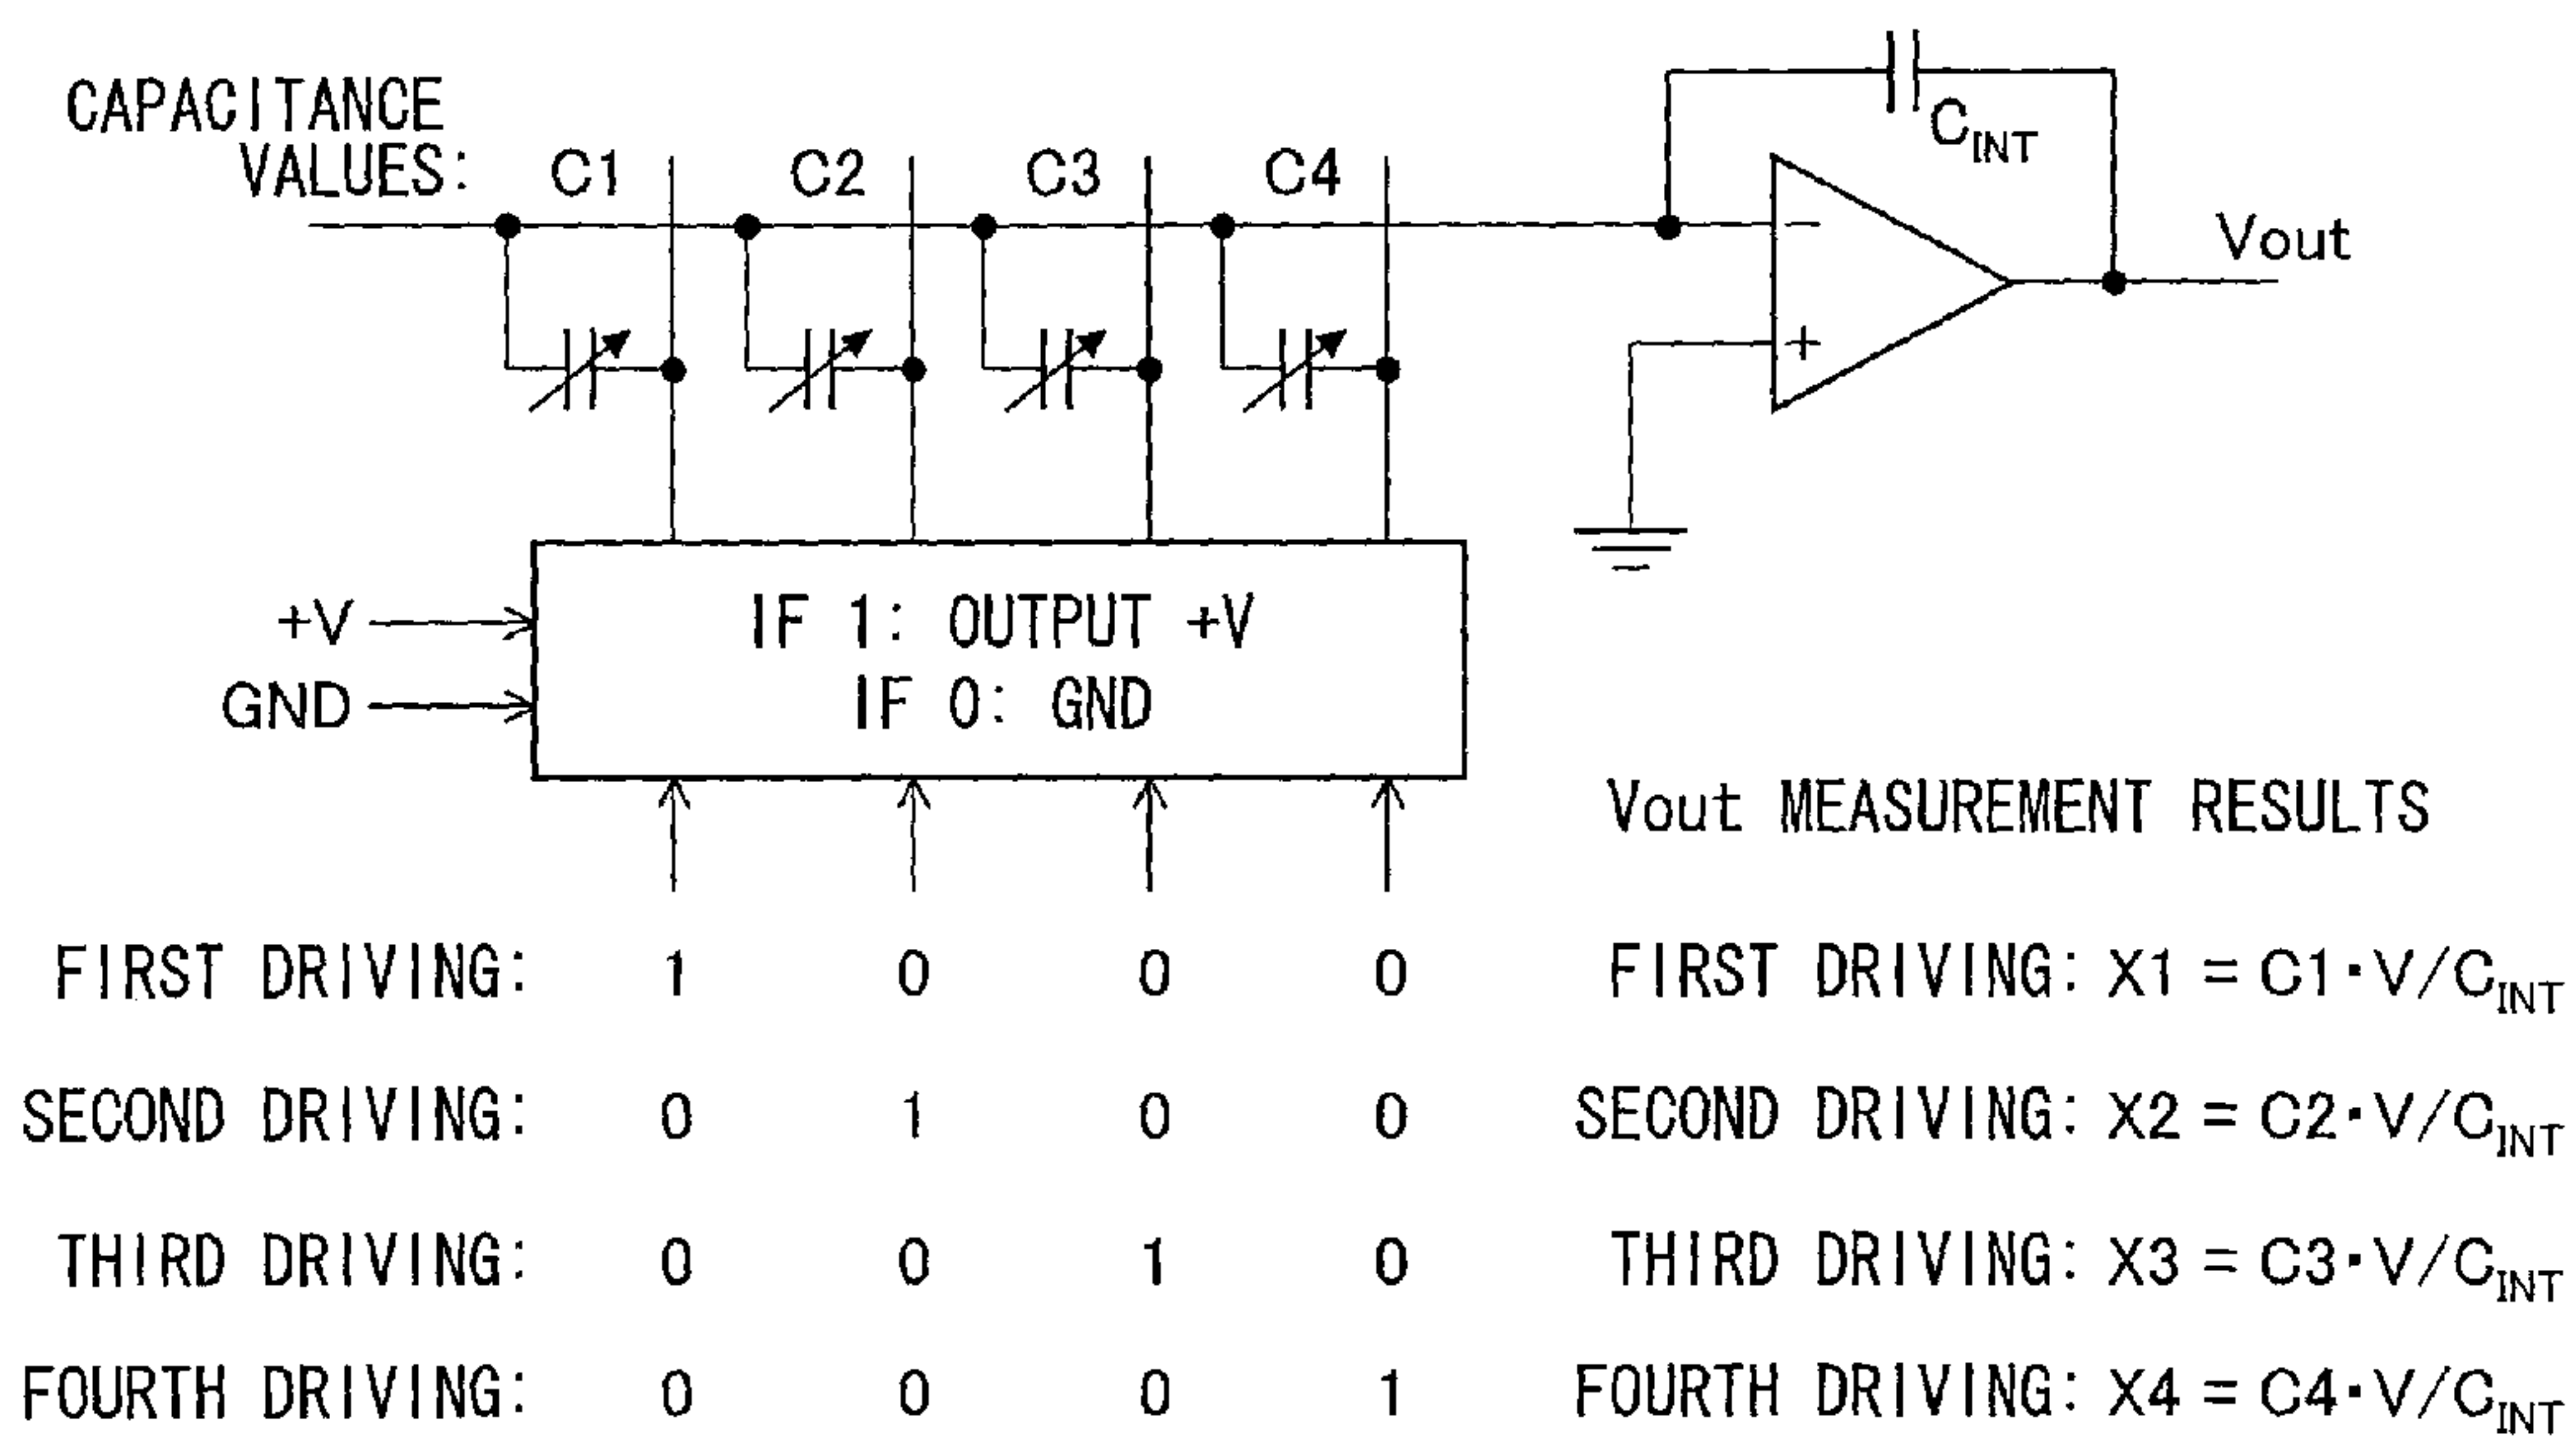 CAPACITANCE
VALUES: C1 C2 C3 C4
C_INT
−
+
Vout
+V
GND
IF 1: OUTPUT +V
IF 0: GND
Vout MEASUREMENT RESULTS
FIRST DRIVING: 1 0 0 0 FIRST DRIVING: X1 = C1·V/C_INT
SECOND DRIVING: 0 1 0 0 SECOND DRIVING: X2 = C2·V/C_INT
THIRD DRIVING: 0 0 1 0 THIRD DRIVING: X3 = C3·V/C_INT
FOURTH DRIVING: 0 0 0 1 FOURTH DRIVING: X4 = C4·V/C_INT